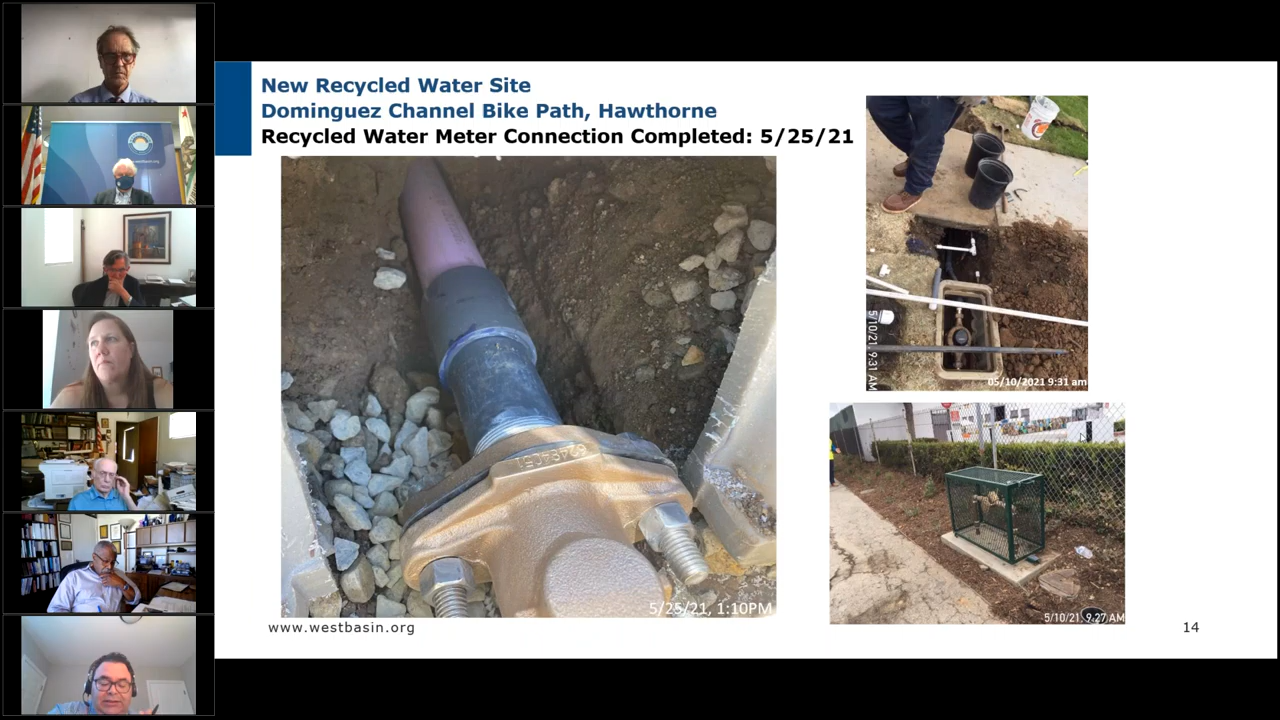 New Recycled Water Site
Dominguez Channel Bike Path, Hawthorne
Recycled Water Meter Connection Completed: 5/25/21
62494051
5/25/21, 1:10PM
5/10/21, 9:31 AM
05/10/2021 9:31 am
5/10/21, 9:27 AM
www.westbasin.org
14